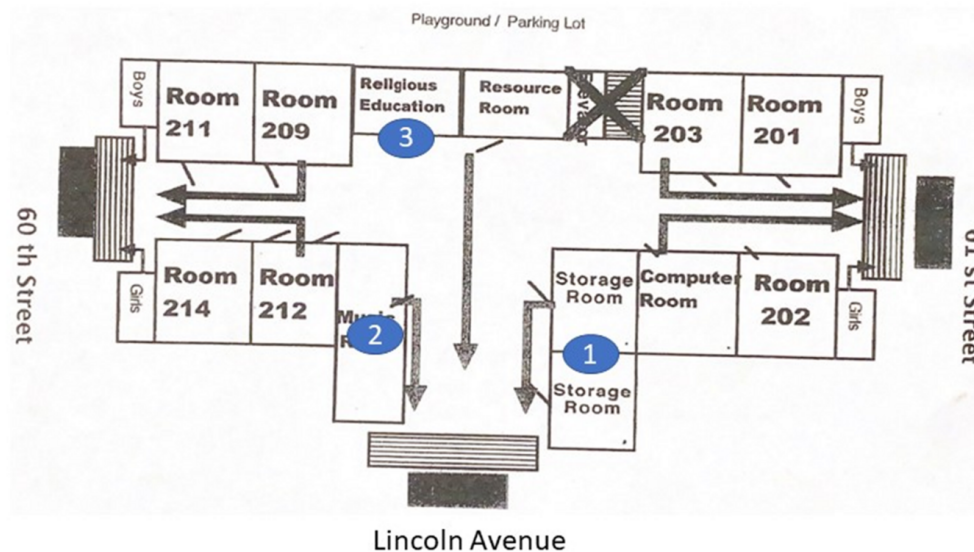 Playground / Parking Lot
Boys
Room
211
Room
209
Religious
Education
3
Resource
Room
Room
203
Room
201
Boys
60 th Street
Girls
Room
214
Room
212
2
Storage
Room
1
Storage
Room
Computer
Room
Room
202
Girls
st Street
Lincoln Avenue